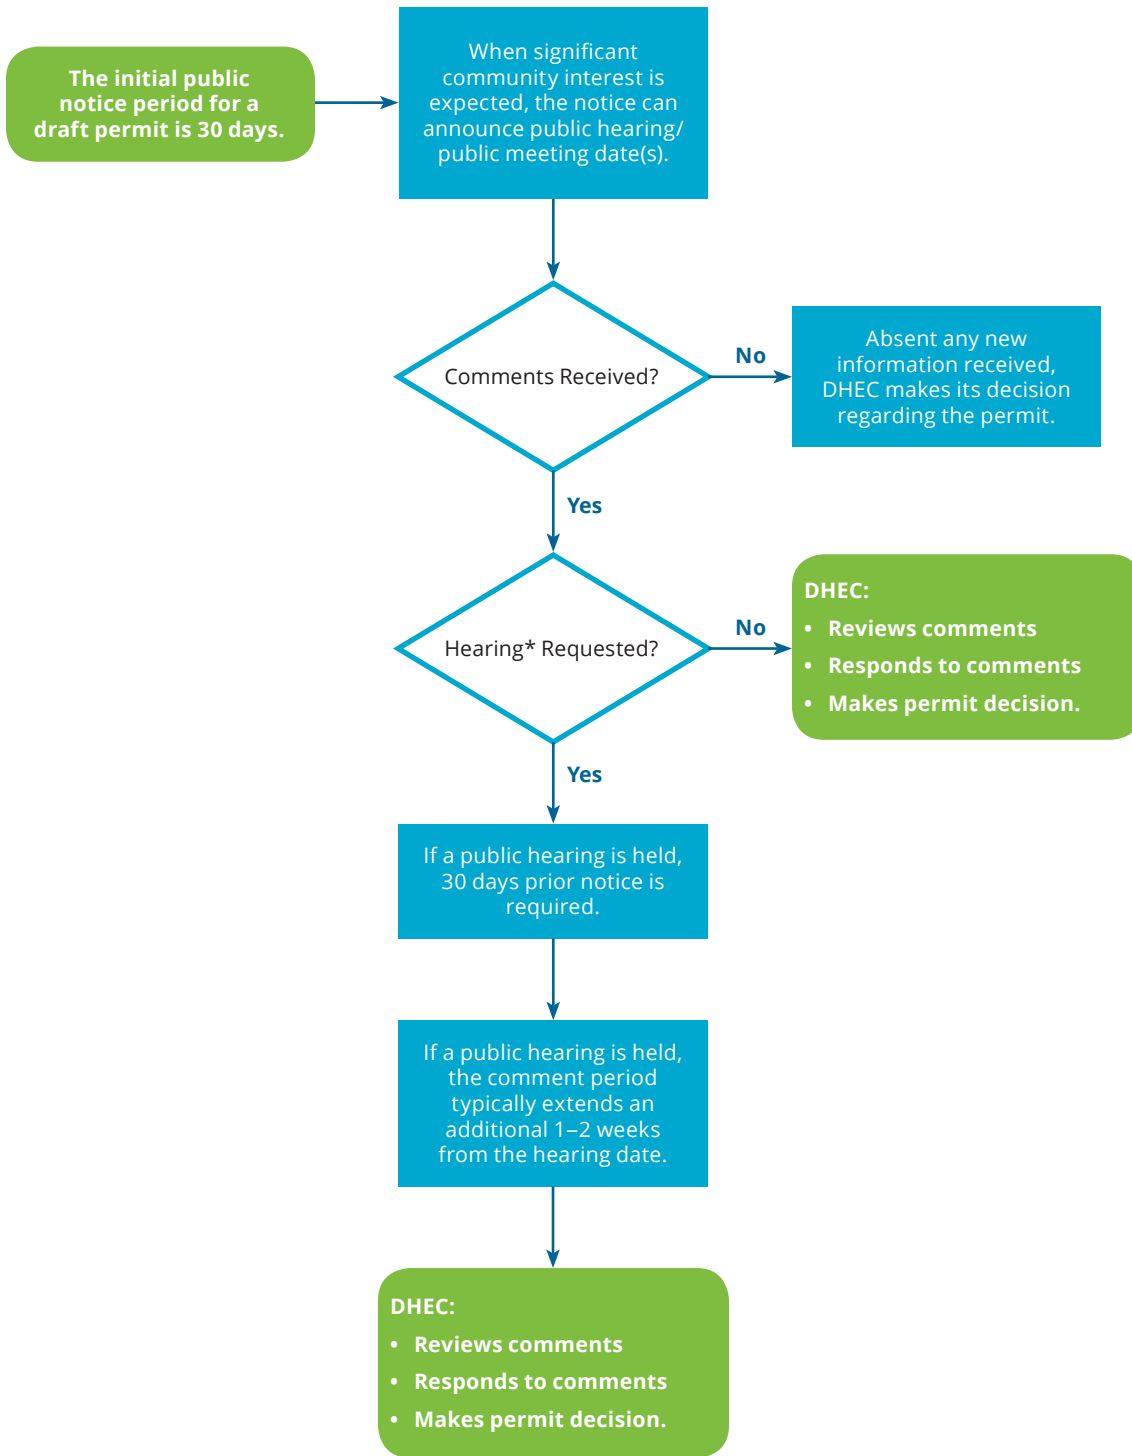 The initial public
notice period for a
draft permit is 30 days.
When significant
community interest is
expected, the notice can
announce public hearing/
public meeting date(s).
Comments Received?
No
Absent any new
information received,
DHEC makes its decision
regarding the permit.
Yes
Hearing* Requested?
No
DHEC:
• Reviews comments
• Responds to comments
• Makes permit decision.
Yes
If a public hearing is held,
30 days prior notice is
required.
If a public hearing is held,
the comment period
typically extends an
additional 1–2 weeks
from the hearing date.
DHEC:
• Reviews comments
• Responds to comments
• Makes permit decision.